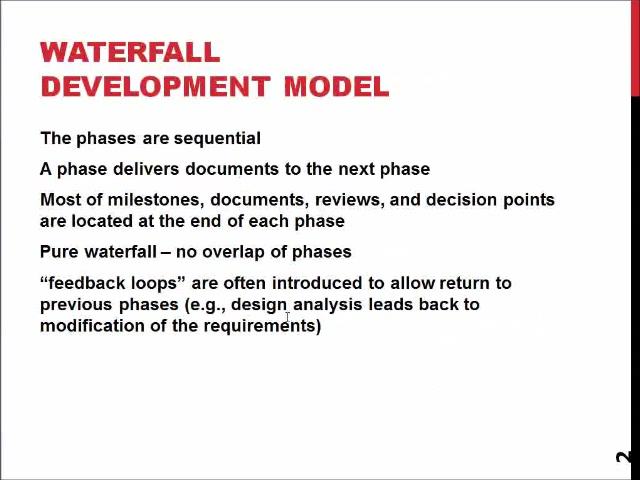 WATERFALL
DEVELOPMENT MODEL
The phases are sequential
A phase delivers documents to the next phase
Most of milestones, documents, reviews, and decision points
are located at the end of each phase
Pure waterfall – no overlap of phases
“feedback loops” are often introduced to allow return to
previous phases (e.g., design analysis leads back to
modification of the requirements)
2